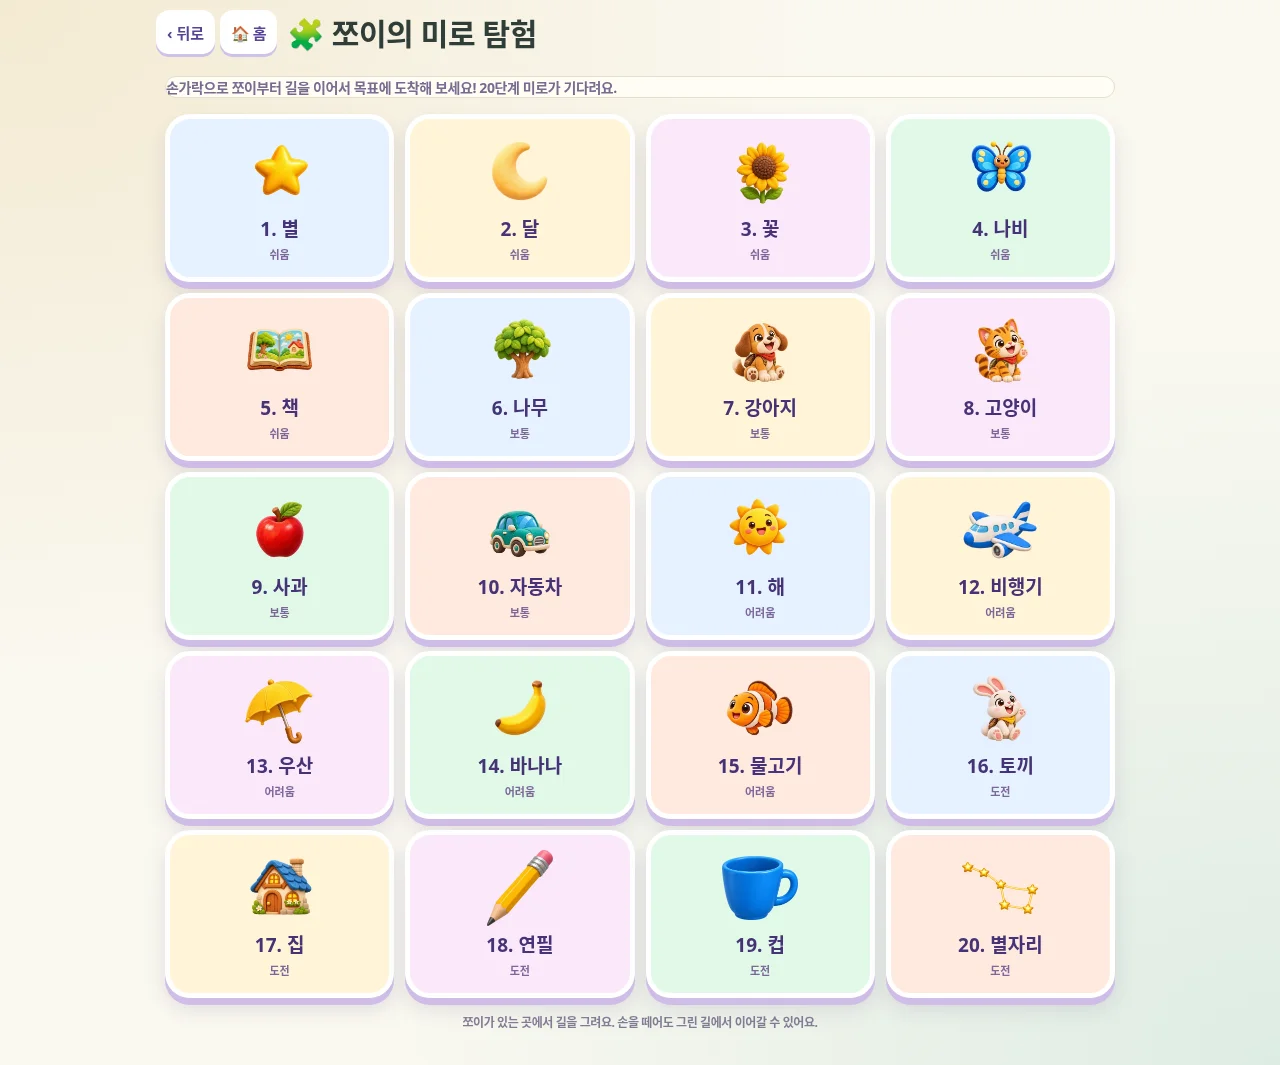 ‹ 뒤로
홈
쪼이의 미로 탐험
손가락으로 쪼이부터 길을 이어서 목표에 도착해 보세요! 20단계 미로가 기다려요.
1. 별
쉬움
2. 달
쉬움
3. 꽃
쉬움
4. 나비
쉬움
5. 책
쉬움
6. 나무
보통
7. 강아지
보통
8. 고양이
보통
9. 사과
보통
10. 자동차
보통
11. 해
어려움
12. 비행기
어려움
13. 우산
어려움
14. 바나나
어려움
15. 물고기
어려움
16. 토끼
도전
17. 집
도전
18. 연필
도전
19. 컵
도전
20. 별자리
도전
쪼이가 있는 곳에서 길을 그려요. 손을 떼어도 그린 길에서 이어갈 수 있어요.